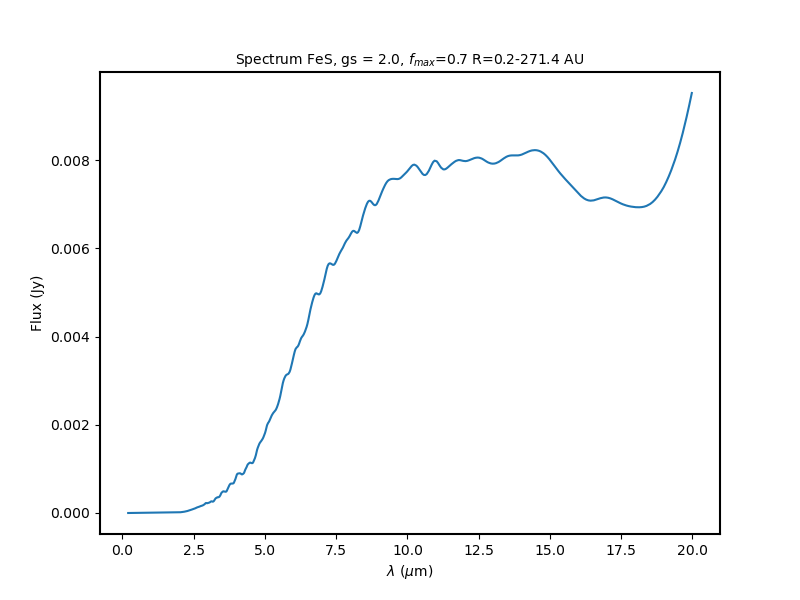 Spectrum FeS, gs = 2.0, $f_{max}$=0.7 R=0.2-271.4 AU
0.008
0.006
0.004
0.002
0.000
Flux (Jy)
0.0 2.5 5.0 7.5 10.0 12.5 15.0 17.5 20.0
λ (μm)